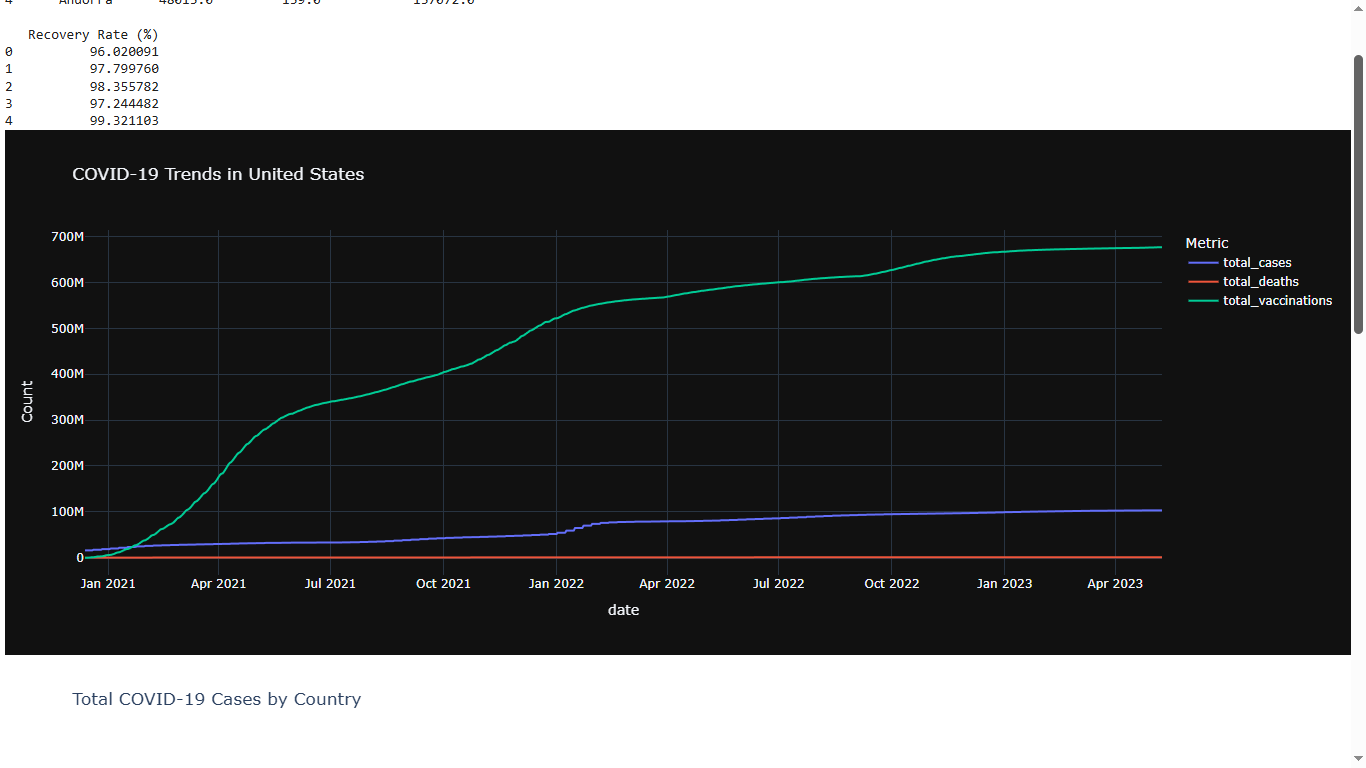 4 Andorra 48015.0 159.0 157072.0
Recovery Rate (%)
0 96.020091
1 97.799760
2 98.355782
3 97.244482
4 99.321103
COVID-19 Trends in United States
700M
600M
500M
400M
300M
200M
100M
0
Count
Jan 2021 Apr 2021 Jul 2021 Oct 2021 Jan 2022 Apr 2022 Jul 2022 Oct 2022 Jan 2023 Apr 2023
date
Metric
total_cases
total_deaths
total_vaccinations
Total COVID-19 Cases by Country